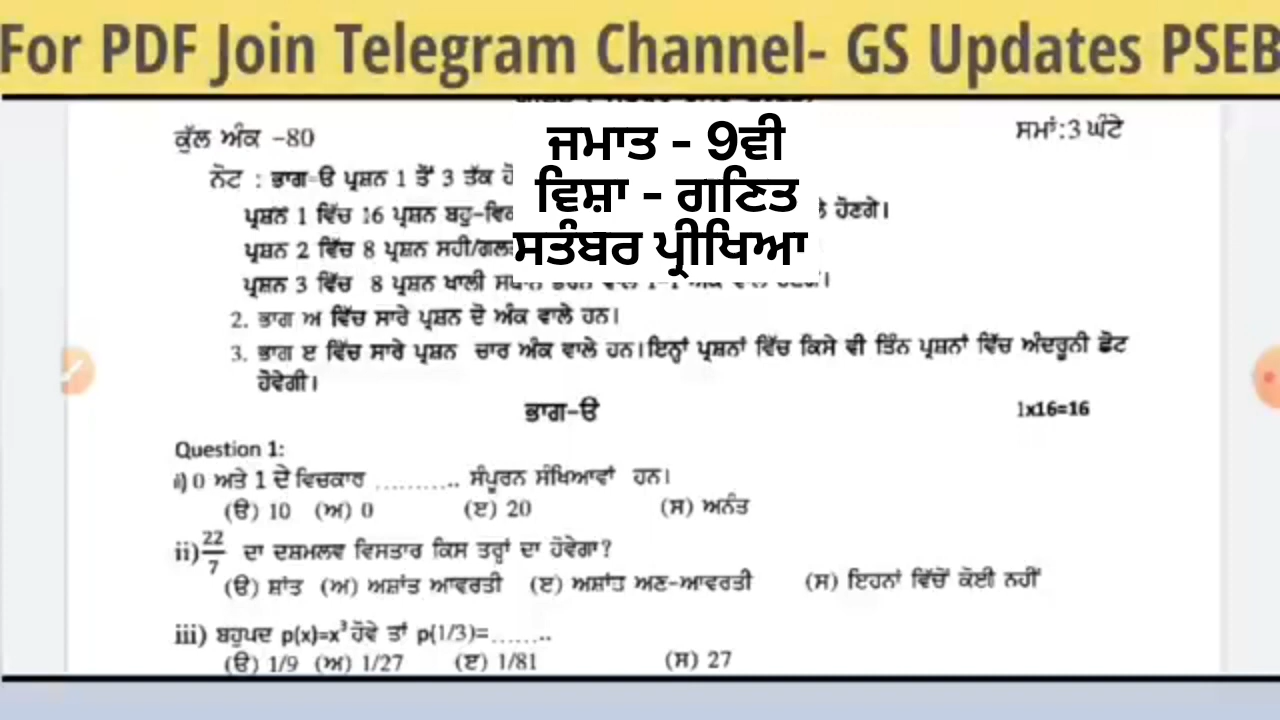 For PDF Join Telegram Channel- GS Updates PSEB
ਕੁੱਲ ਅੰਕ -80
ਸਮਾਂ:3 ਘੰਟੇ
ਜਮਾਤ - 9ਵੀ
ਵਿਸ਼ਾ - ਗਣਿਤ
ਸਤੰਬਰ ਪ੍ਰੀਖਿਆ
ਨੋਟ : ਭਾਗ-ੳ ਪ੍ਰਸ਼ਨ 1 ਤੋਂ 3 ਤੱਕ
ਪ੍ਰਸ਼ਨ 1 ਵਿੱਚ 16 ਪ੍ਰਸ਼ਨ ਬਹੁ- ਹੋਣਗੇ।
ਪ੍ਰਸ਼ਨ 2 ਵਿੱਚ 8 ਪ੍ਰਸ਼ਨ ਸਹੀ/
ਪ੍ਰਸ਼ਨ 3 ਵਿੱਚ 8 ਪ੍ਰਸ਼ਨ ਖਾਲੀ
2. ਭਾਗ ਅ ਵਿੱਚ ਸਾਰੇ ਪ੍ਰਸ਼ਨ ਦੋ ਅੰਕ ਵਾਲੇ ਹਨ।
3. ਭਾਗ ੲ ਵਿੱਚ ਸਾਰੇ ਪ੍ਰਸ਼ਨ ਚਾਰ ਅੰਕ ਵਾਲੇ ਹਨ।ਇਨ੍ਹਾਂ ਪ੍ਰਸ਼ਨਾਂ ਵਿੱਚ ਕਿਸੇ ਵੀ ਤਿੰਨ ਪ੍ਰਸ਼ਨਾਂ ਵਿੱਚ ਅੰਦਰੂਨੀ ਛੋਟ
ਹੋਵੇਗੀ।
ਭਾਗ-ੳ 1x16=16
Question 1:
i) 0 ਅਤੇ 1 ਦੇ ਵਿਚਕਾਰ ........... ਸੰਪੂਰਨ ਸੰਖਿਆਵਾਂ ਹਨ।
(ੳ) 10 (ਅ) 0 (ੲ) 20 (ਸ) ਅਨੰਤ
ii) 22/7 ਦਾ ਦਸ਼ਮਲਵ ਵਿਸਤਾਰ ਕਿਸ ਤਰ੍ਹਾਂ ਦਾ ਹੋਵੇਗਾ?
(ੳ) ਸ਼ਾਂਤ (ਅ) ਅਸ਼ਾਂਤ ਆਵਰਤੀ (ੲ) ਅਸ਼ਾਂਤ ਅਣ-ਆਵਰਤੀ (ਸ) ਇਹਨਾਂ ਵਿੱਚੋਂ ਕੋਈ ਨਹੀਂ
iii) ਬਹੁਪਦ p(x)=x³ ਹੋਵੇ ਤਾਂ p(1/3)=........
(ੳ) 1/9 (ਅ) 1/27 (ੲ) 1/81 (ਸ) 27